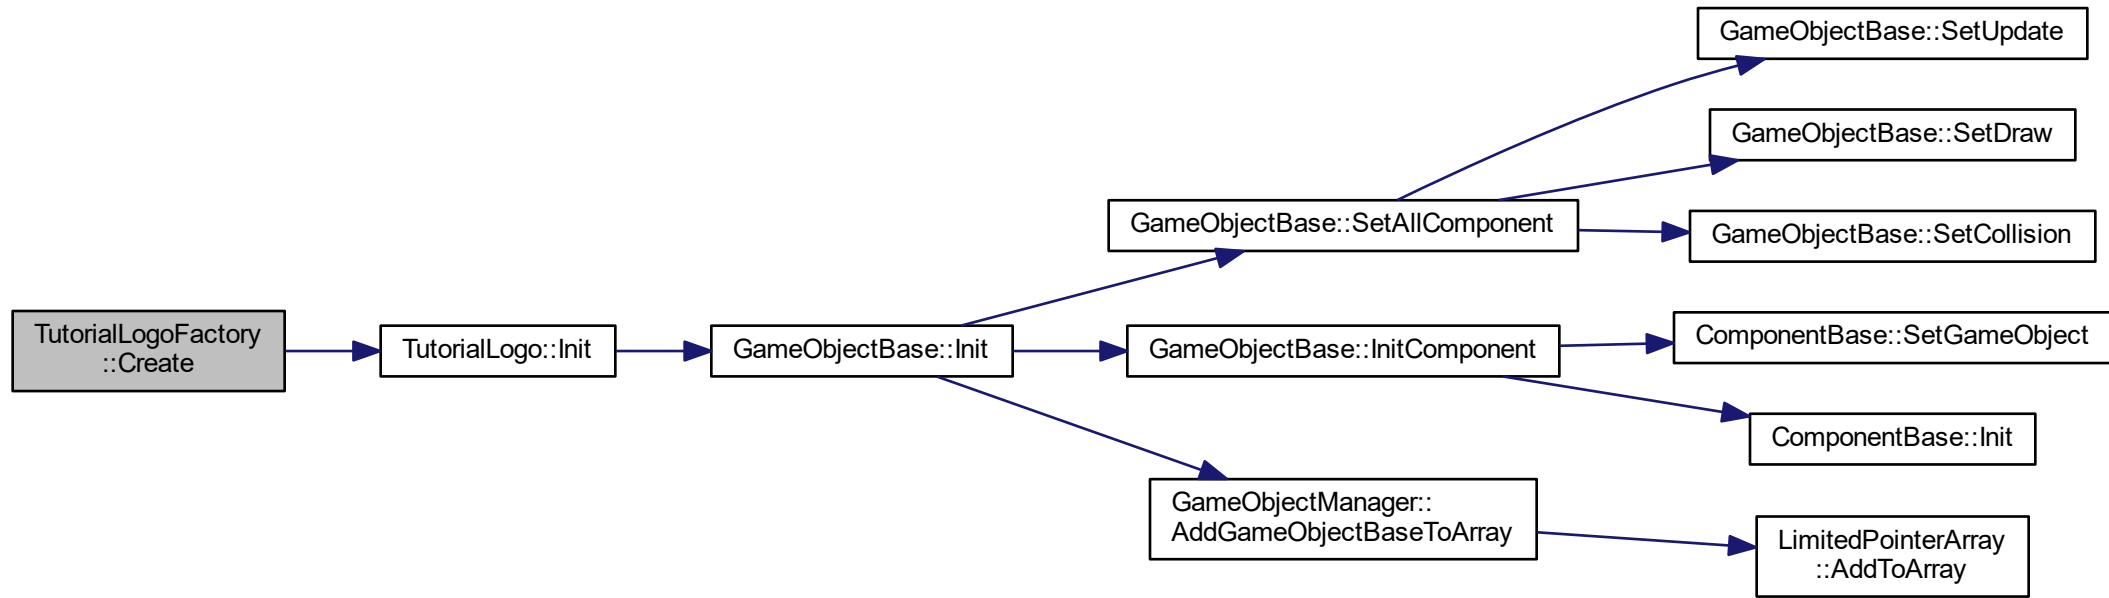 TutorialLogoFactory
::Create
TutorialLogo::Init
GameObjectBase::Init
GameObjectBase::SetAllComponent
GameObjectBase::SetUpdate
GameObjectBase::SetDraw
GameObjectBase::SetCollision
GameObjectBase::InitComponent
ComponentBase::SetGameObject
ComponentBase::Init
GameObjectManager::
AddGameObjectBaseToArray
LimitedPointerArray
::AddToArray